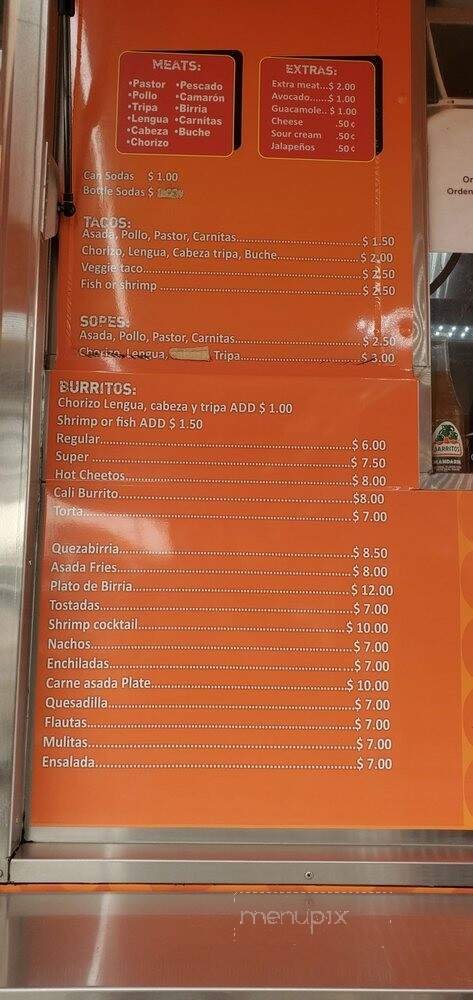 MEATS:
•Pastor •Pescado
•Pollo •Camarón
•Tripa •Birria
•Lengua •Carnitas
•Cabeza •Buche
•Chorizo
EXTRAS:
Extra meat...$ 2.00
Avocado......$ 1.00
Guacamole..$ 1.00
Cheese .50¢
Sour cream .50¢
Jalapeños .50¢
Can Sodas $ 1.00
Bottle Sodas $
TACOS:
Asada, Pollo, Pastor, Carnitas...$ 1.50
Chorizo, Lengua, Cabeza tripa, Buche...$ 2.00
Veggie taco...$ 2.50
Fish or shrimp ...$ 2.50
SOPES:
Asada, Pollo, Pastor, Carnitas...$ 2.50
Chorizo, Lengua, Tripa...$ 3.00
BURRITOS:
Chorizo Lengua, cabeza y tripa ADD $ 1.00
Shrimp or fish ADD $ 1.50
Regular...$ 6.00
Super ...$ 7.50
Hot Cheetos...$ 8.00
Cali Burrito...$8.00
Torta...$ 7.00
Quezabirria...$ 8.50
Asada Fries...$ 8.00
Plato de Birria...$ 12.00
Tostadas...$ 7.00
Shrimp cocktail...$ 10.00
Nachos...$ 7.00
Enchiladas...$ 7.00
Carne asada Plate...$ 10.00
Quesadilla...$ 7.00
Flautas...$ 7.00
Mulitas...$ 7.00
Ensalada...$ 7.00
Or
Orden
JARRITOS
MANDARIN
menupix